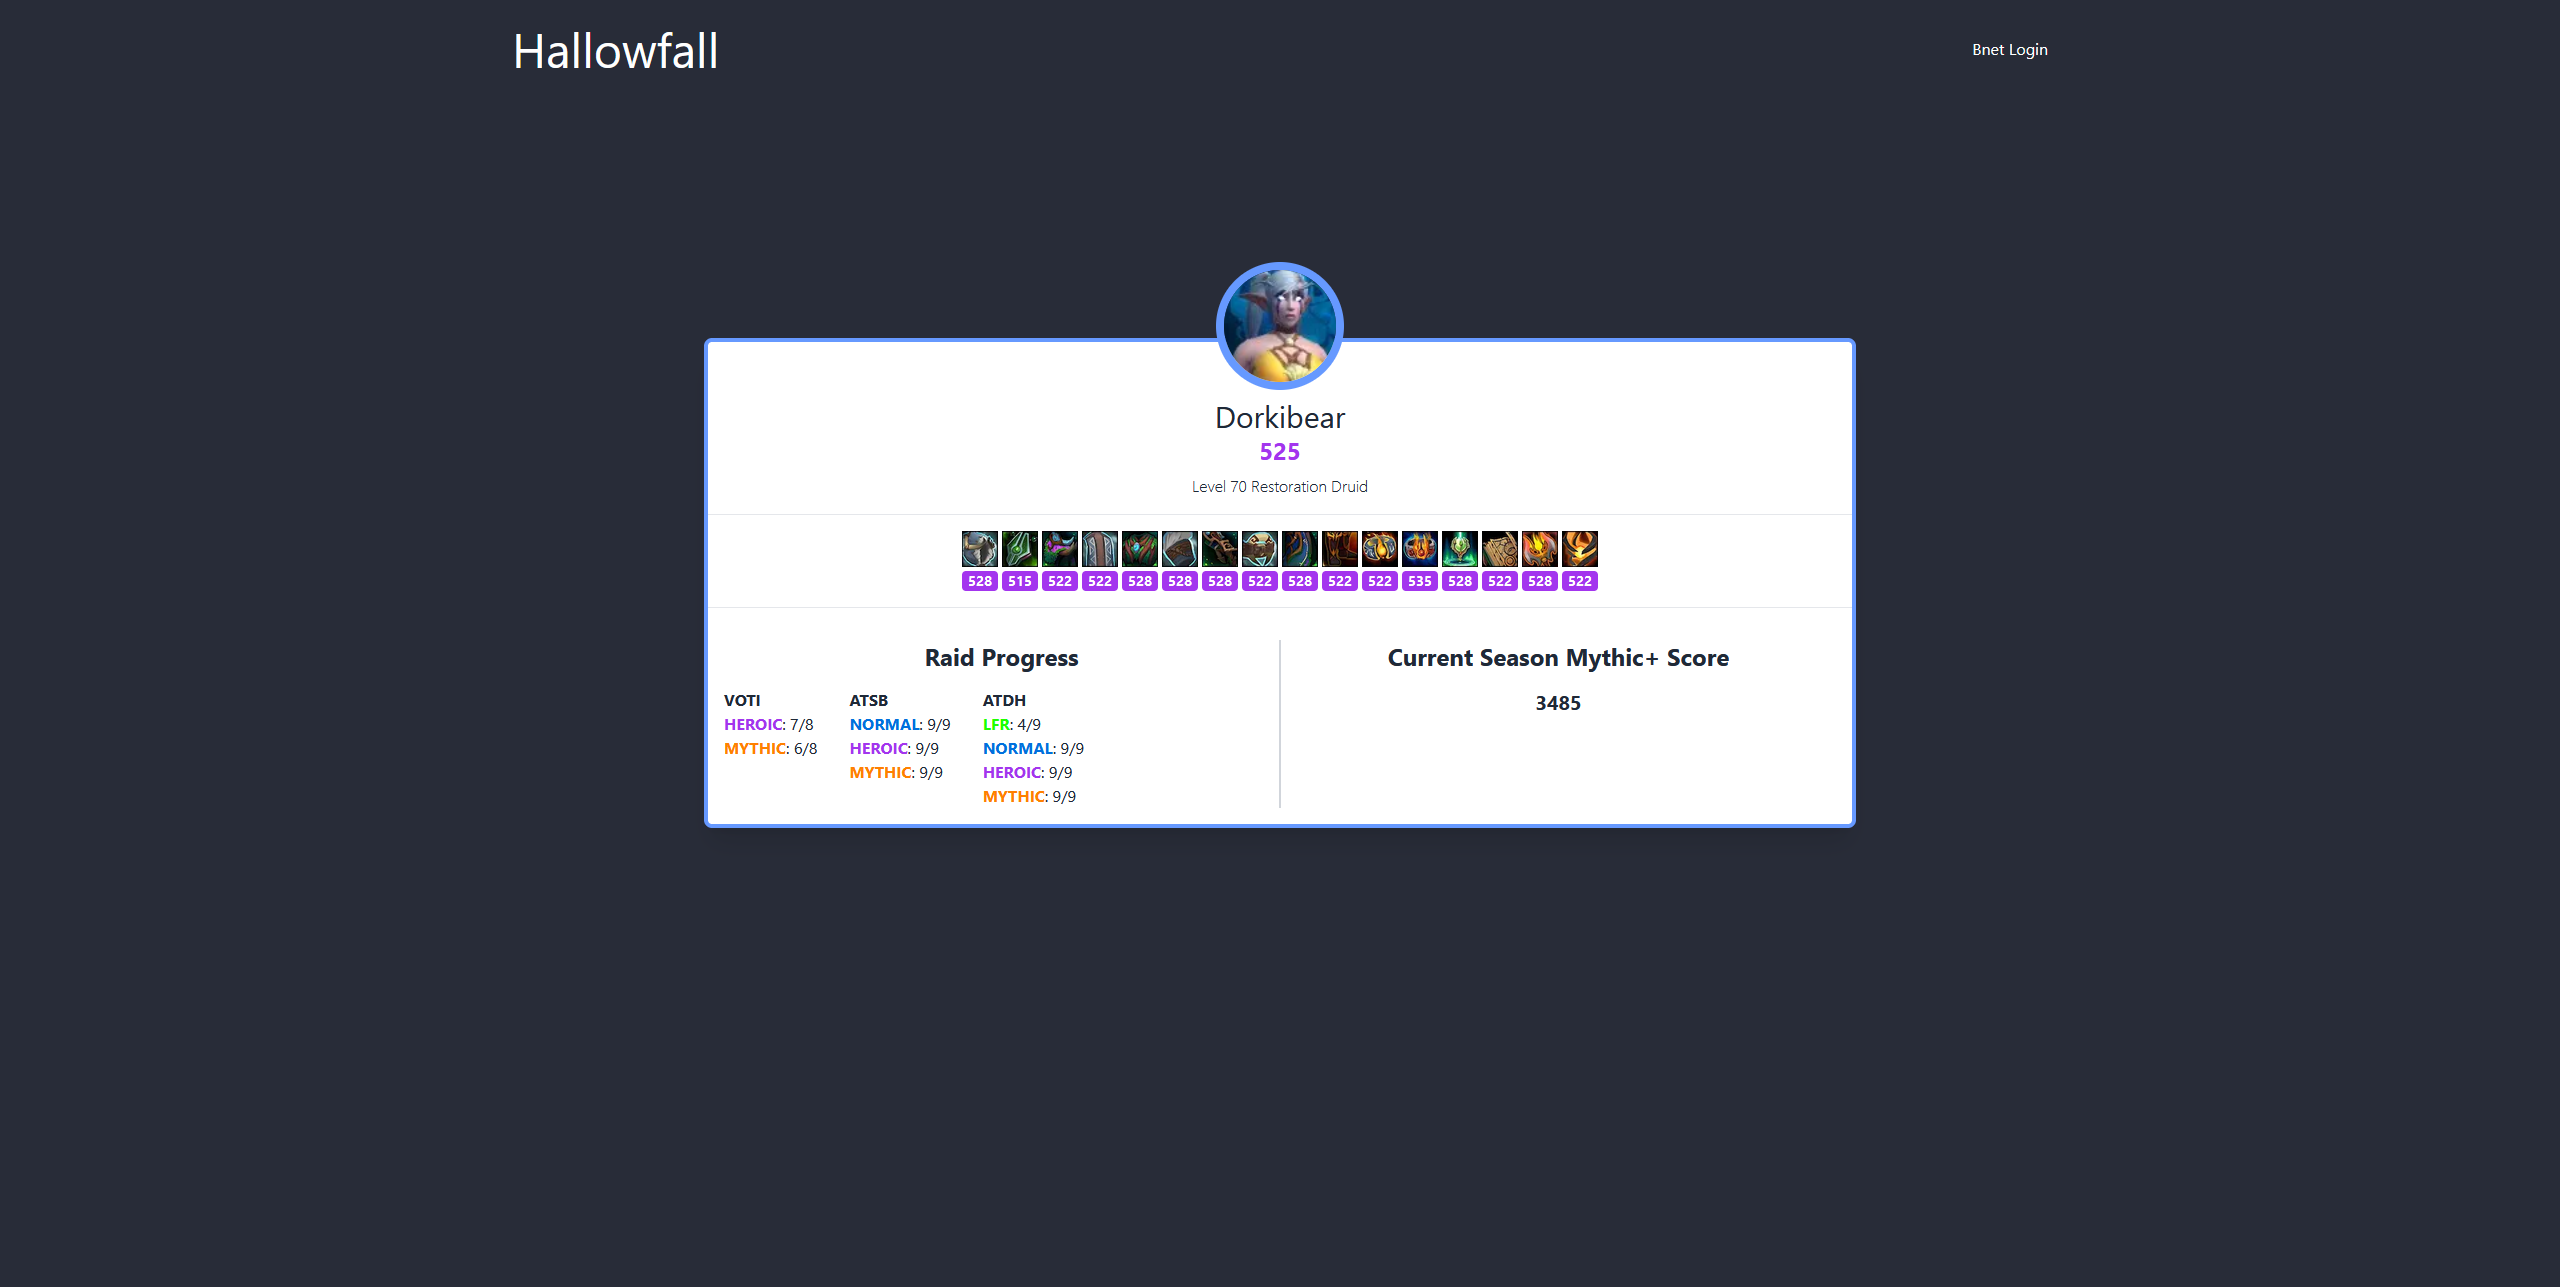 Hallowfall
Bnet Login
Dorkibear
525
Level 70 Restoration Druid
528 515 522 522 528 528 528 522 528 522 522 535 528 522 528 522
Raid Progress
VOTI
HEROIC: 7/8
MYTHIC: 6/8
ATSB
NORMAL: 9/9
HEROIC: 9/9
MYTHIC: 9/9
ATDH
LFR: 4/9
NORMAL: 9/9
HEROIC: 9/9
MYTHIC: 9/9
Current Season Mythic+ Score
3485